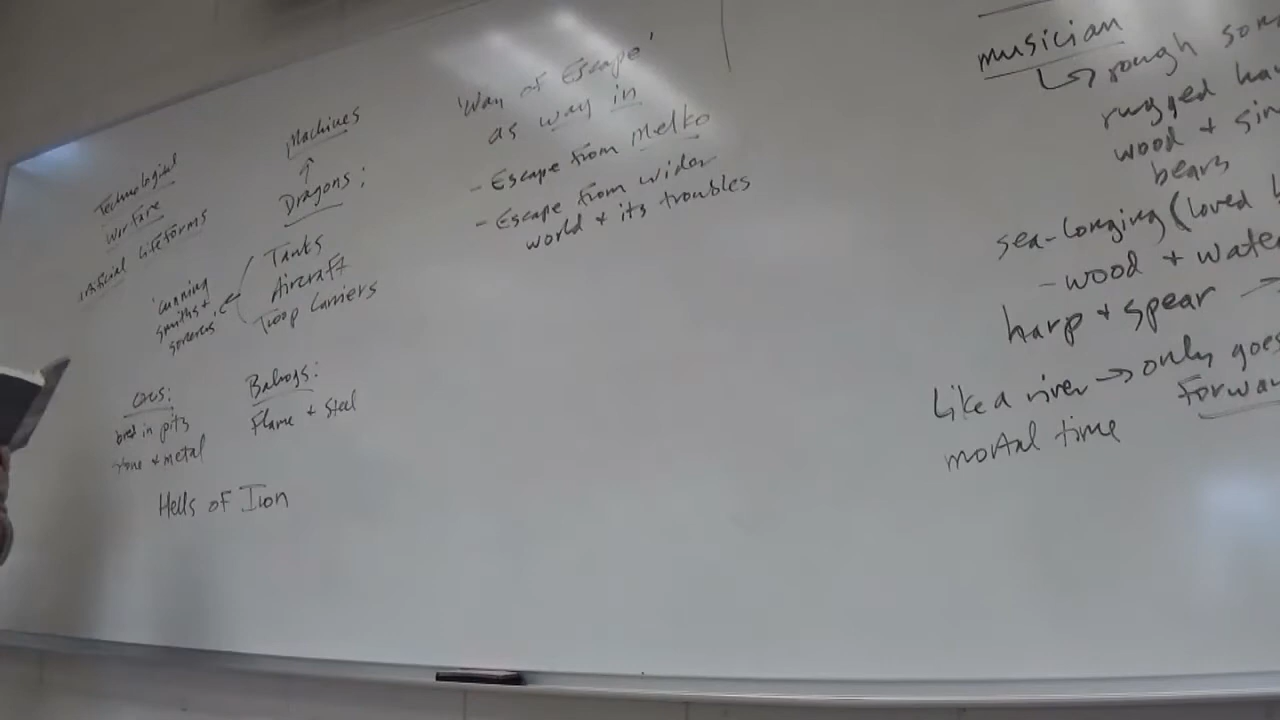 Technological
Warfare
Artificial Lifeforms
Machines
Dragons:
Tanks
Aircraft
Troop Carriers
'cunning
smiths +
sorcerers'
Orcs:
bred in pits
stone + metal
Balrogs:
Flame + Steel
Hells of Iron
'Way of Escape'
as way in
- Escape from Melko
- Escape from wider
world + its troubles
musician
rough
rugged
wood +
bears
sea-longing (loved
- wood + water
harp + spear →
Like a river → only goes
forward
mortal time